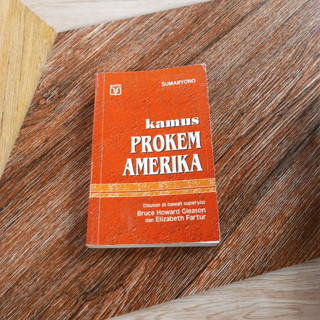 SUMARYONO
kamus
PROKEM
AMERIKA
Disusun di bawah supervisi
Bruce Howard Gleason
dan Elizabeth Fartur